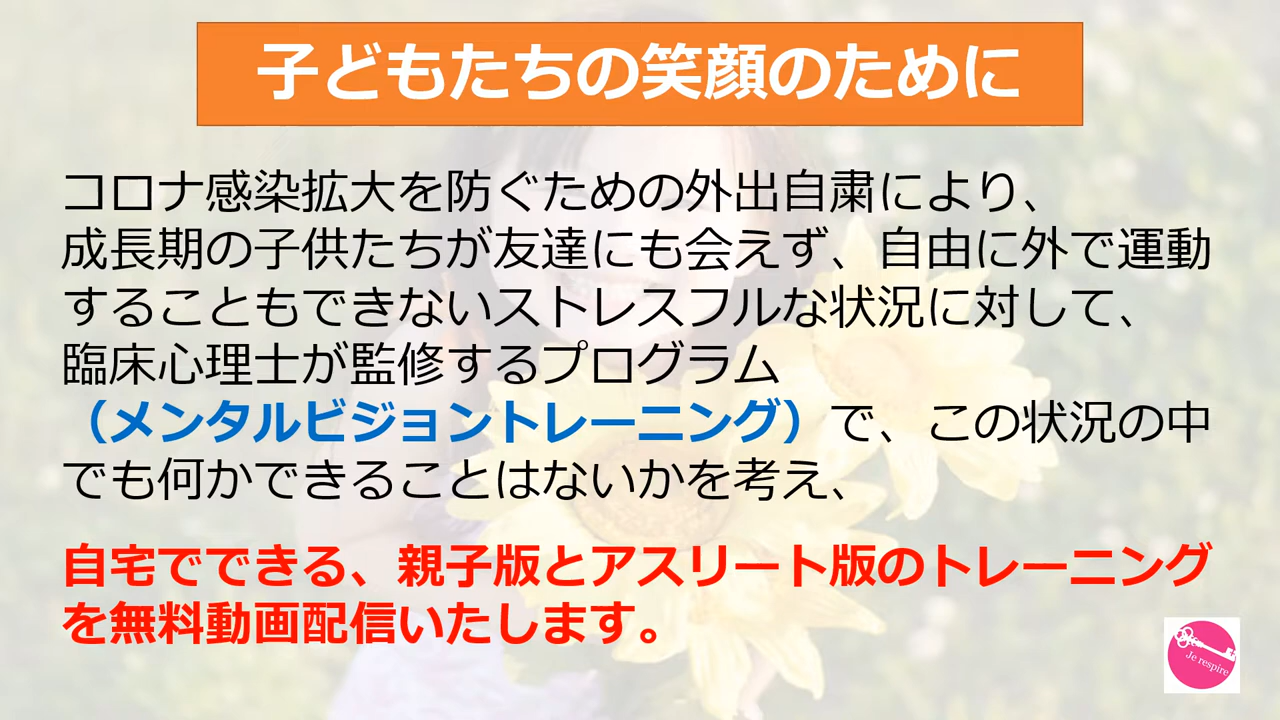 子どもたちの笑顔のために
コロナ感染拡大を防ぐための外出自粛により、
成長期の子供たちが友達にも会えず、自由に外で運動
することもできないストレスフルな状況に対して、
臨床心理士が監修するプログラム
（メンタルビジョントレーニング）で、この状況の中
でも何かできることはないかを考え、
自宅でできる、親子版とアスリート版のトレーニング
を無料動画配信いたします。
Je respire